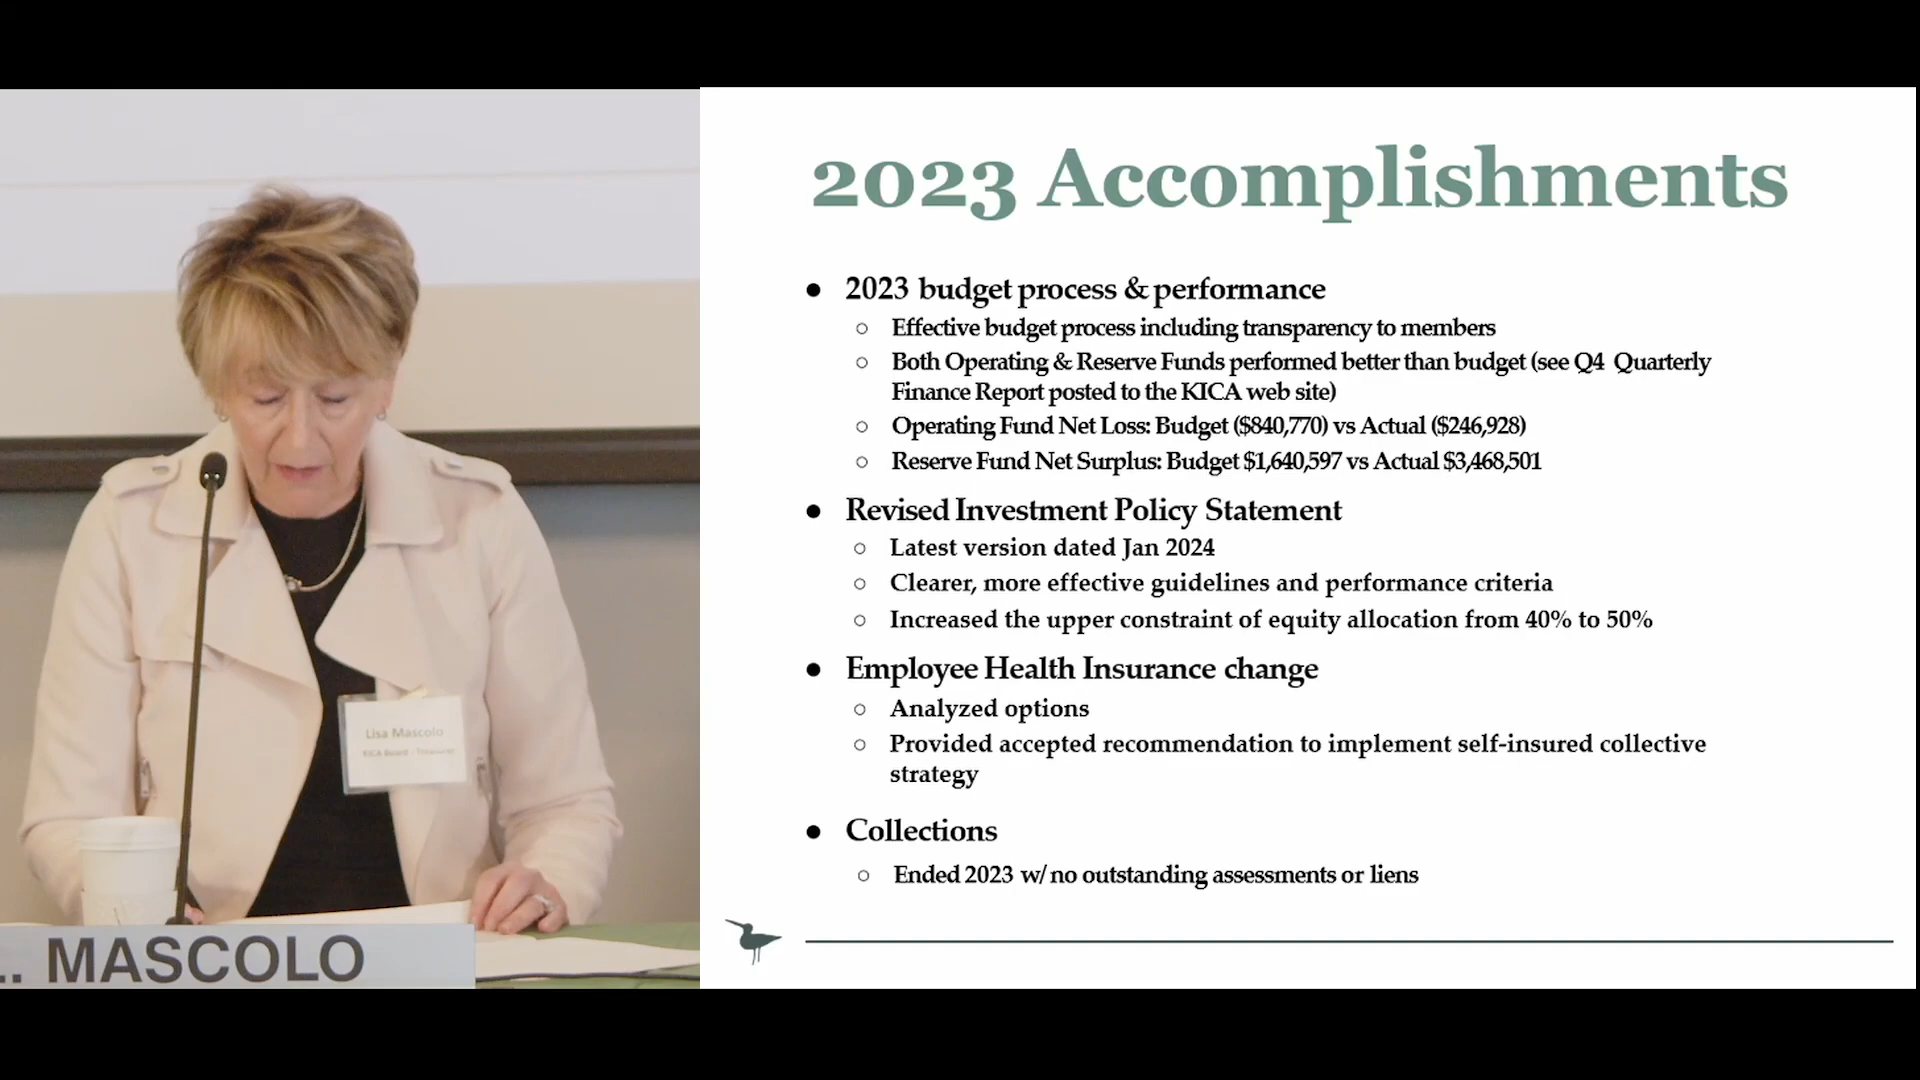 2023 Accomplishments
● 2023 budget process & performance
○ Effective budget process including transparency to members
○ Both Operating & Reserve Funds performed better than budget (see Q4 Quarterly
Finance Report posted to the KICA web site)
○ Operating Fund Net Loss: Budget ($840,770) vs Actual ($246,928)
○ Reserve Fund Net Surplus: Budget $1,640,597 vs Actual $3,468,501
● Revised Investment Policy Statement
○ Latest version dated Jan 2024
○ Clearer, more effective guidelines and performance criteria
○ Increased the upper constraint of equity allocation from 40% to 50%
● Employee Health Insurance change
○ Analyzed options
○ Provided accepted recommendation to implement self-insured collective
strategy
● Collections
○ Ended 2023 w/ no outstanding assessments or liens
Lisa Mascolo
KICA Board - Treasurer
L. MASCOLO